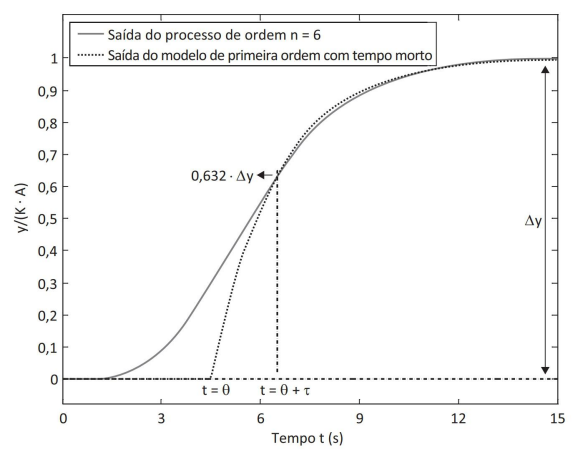 Saída do processo de ordem n = 6
Saída do modelo de primeira ordem com tempo morto
y/(K · A)
1
0,9
0,8
0,7
0,6
0,5
0,4
0,3
0,2
0,1
0
0,632 · Δy
Δy
t = θ
t = θ + τ
0
3
6
9
12
15
Tempo t (s)